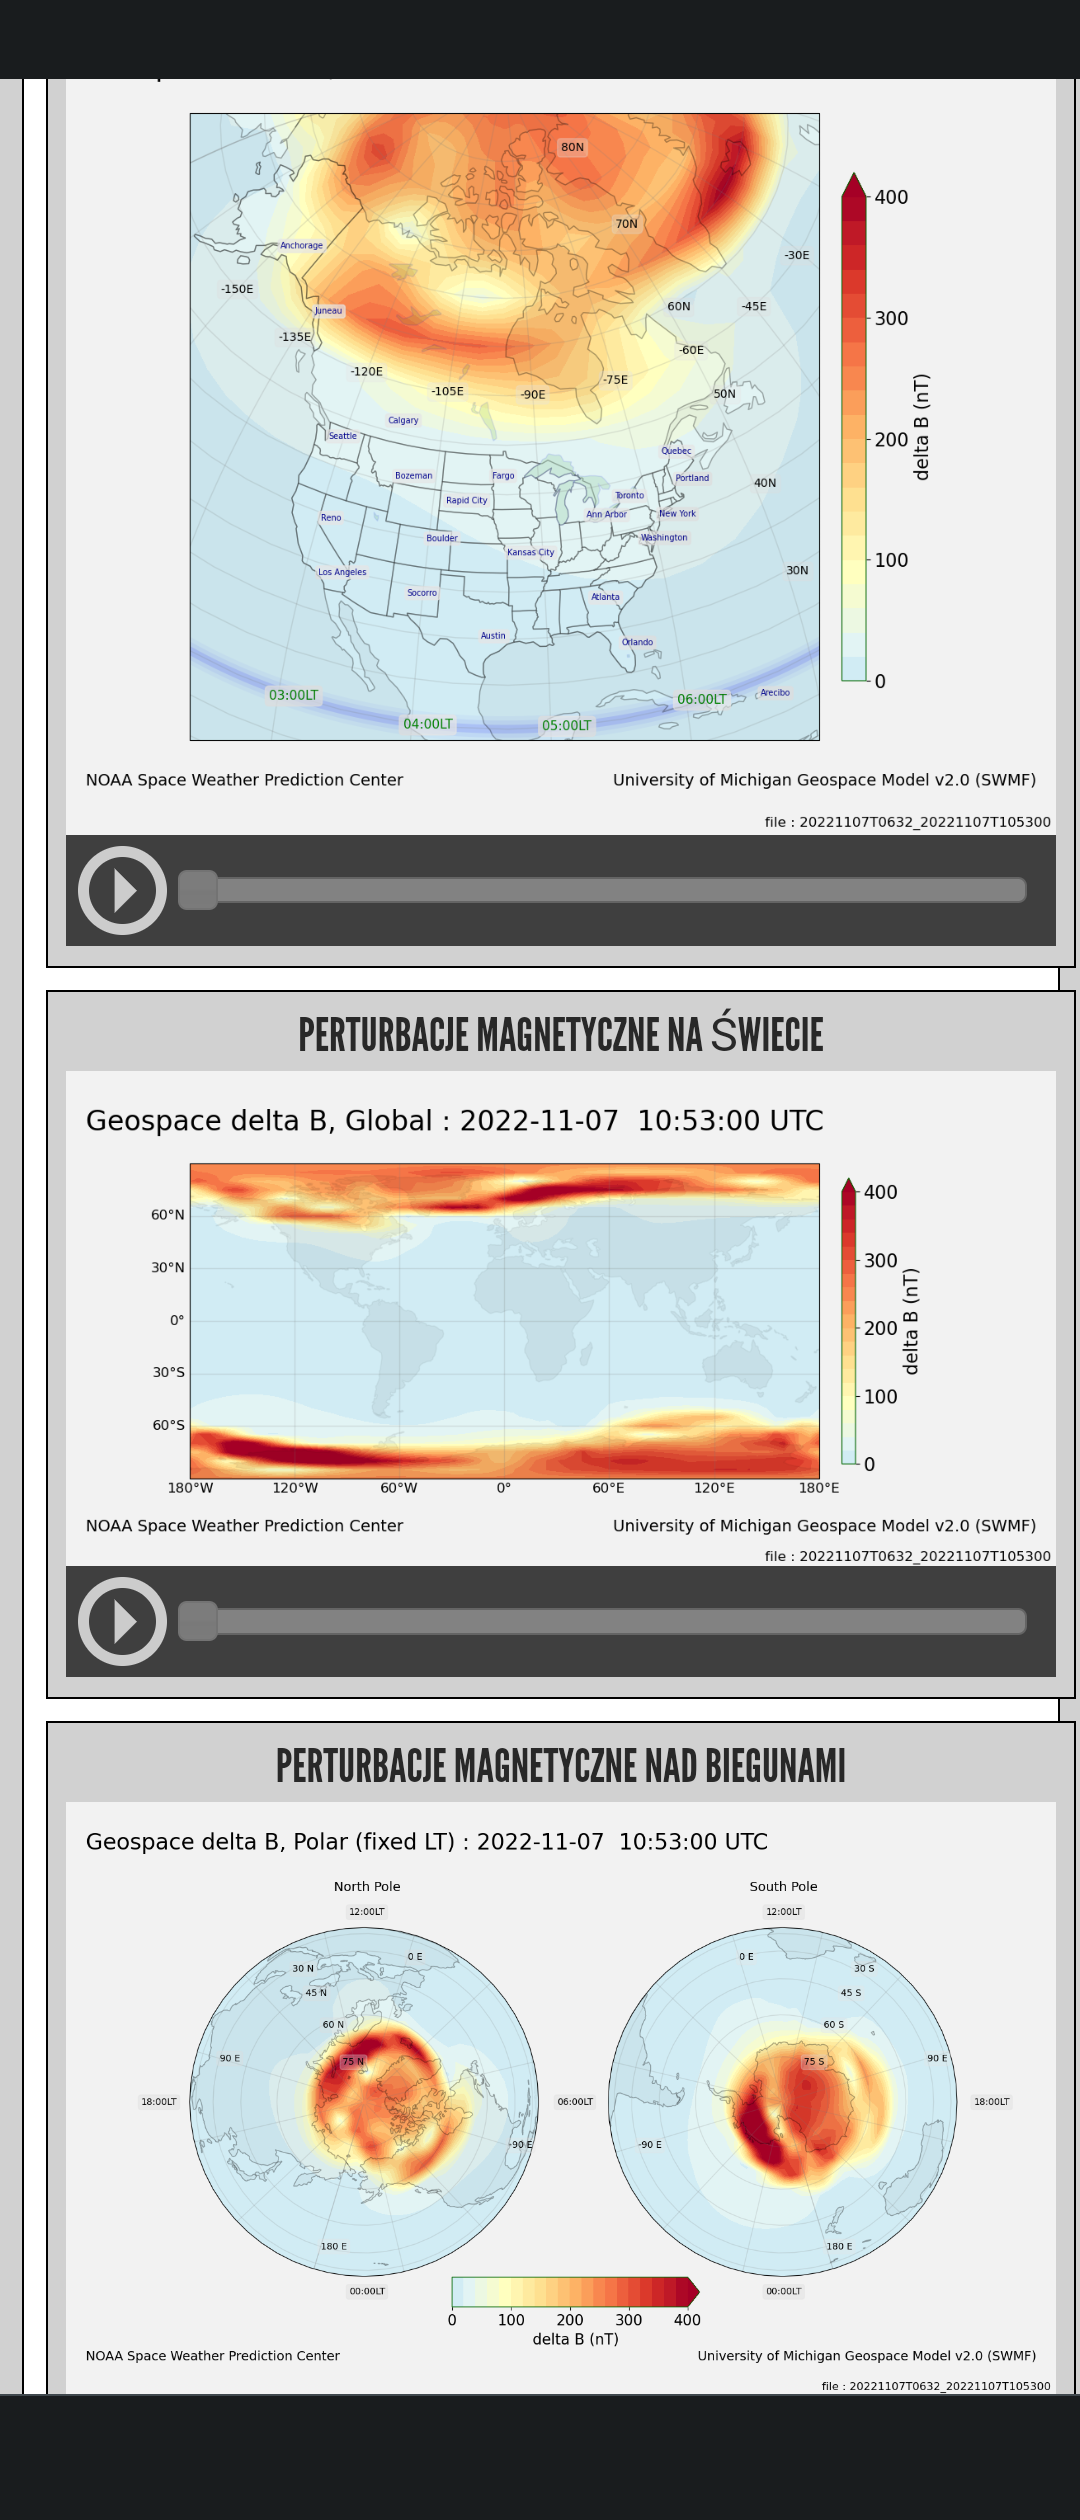 80N
70N
Anchorage
-30E
-150E
Juneau
60N
-45E
-135E
-60E
-120E
-75E
-105E
-90E
50N
Calgary
Seattle
Quebec
Bozeman
Fargo
Portland
40N
Rapid City
Toronto
Reno
Ann Arbor
New York
Boulder
Washington
Kansas City
Los Angeles
30N
Socorro
Atlanta
Austin
Orlando
03:00LT
06:00LT
Arecibo
04:00LT
05:00LT
400
300
200
100
0
delta B (nT)
NOAA Space Weather Prediction Center
University of Michigan Geospace Model v2.0 (SWMF)
file : 20221107T0632_20221107T105300
PERTURBACJE MAGNETYCZNE NA ŚWIECIE
Geospace delta B, Global : 2022-11-07 10:53:00 UTC
60°N
30°N
0°
30°S
60°S
180°W
120°W
60°W
0°
60°E
120°E
180°E
400
300
200
100
0
delta B (nT)
NOAA Space Weather Prediction Center
University of Michigan Geospace Model v2.0 (SWMF)
file : 20221107T0632_20221107T105300
PERTURBACJE MAGNETYCZNE NAD BIEGUNAMI
Geospace delta B, Polar (fixed LT) : 2022-11-07 10:53:00 UTC
North Pole
12:00LT
0 E
30 N
45 N
60 N
75 N
90 E
18:00LT
06:00LT
-90 E
180 E
00:00LT
South Pole
12:00LT
0 E
30 S
45 S
60 S
75 S
90 E
18:00LT
-90 E
180 E
00:00LT
0
100
200
300
400
delta B (nT)
NOAA Space Weather Prediction Center
University of Michigan Geospace Model v2.0 (SWMF)
file : 20221107T0632_20221107T105300